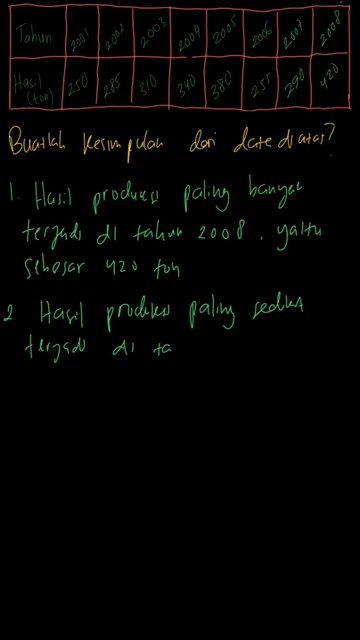 Tahun 2001 2002 2003 2004 2005 2006 2007 2008
Hasil (ton) 250 285 310 340 380 255 290 420
Buatlah kesimpulan dari data diatas?
1. Hasil produksi paling banyak
terjadi di tahun 2008, yaitu
sebesar 420 ton
2 Hasil produksi paling sedikit
terjadi di ta